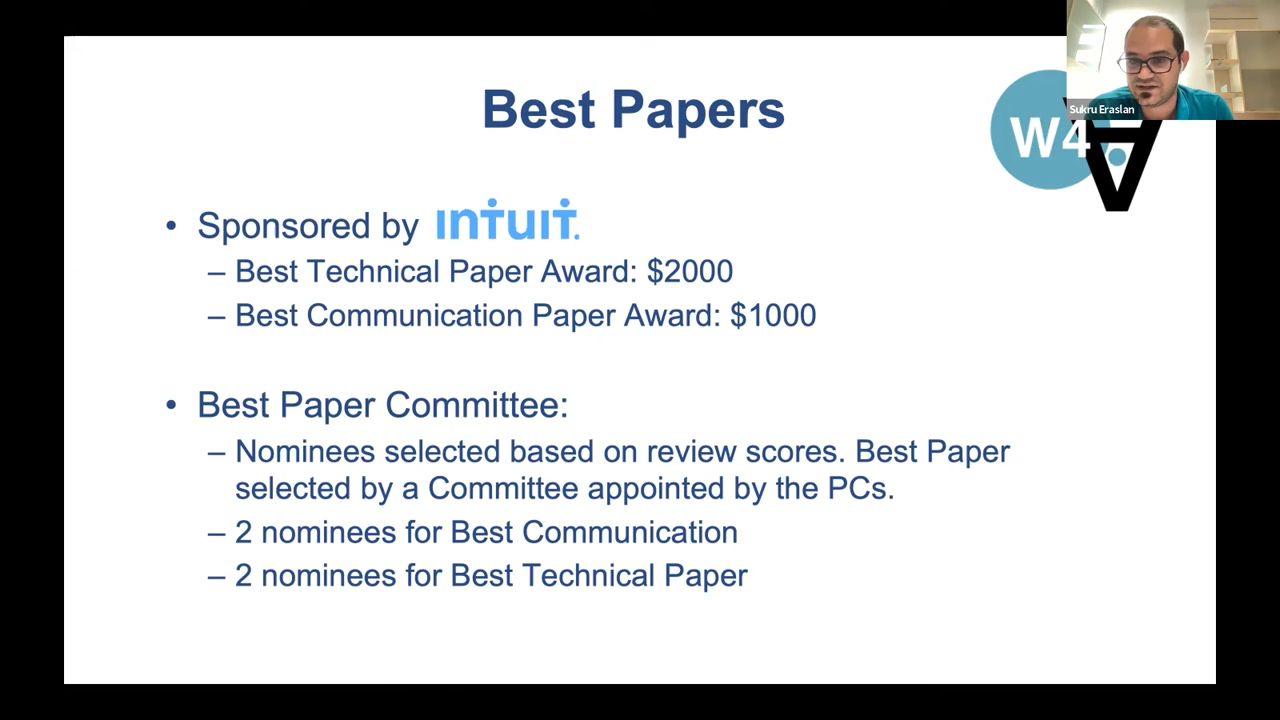 Sukru Eraslan
W4
Best Papers
• Sponsored by intuit.
– Best Technical Paper Award: $2000
– Best Communication Paper Award: $1000
• Best Paper Committee:
– Nominees selected based on review scores. Best Paper
selected by a Committee appointed by the PCs.
– 2 nominees for Best Communication
– 2 nominees for Best Technical Paper